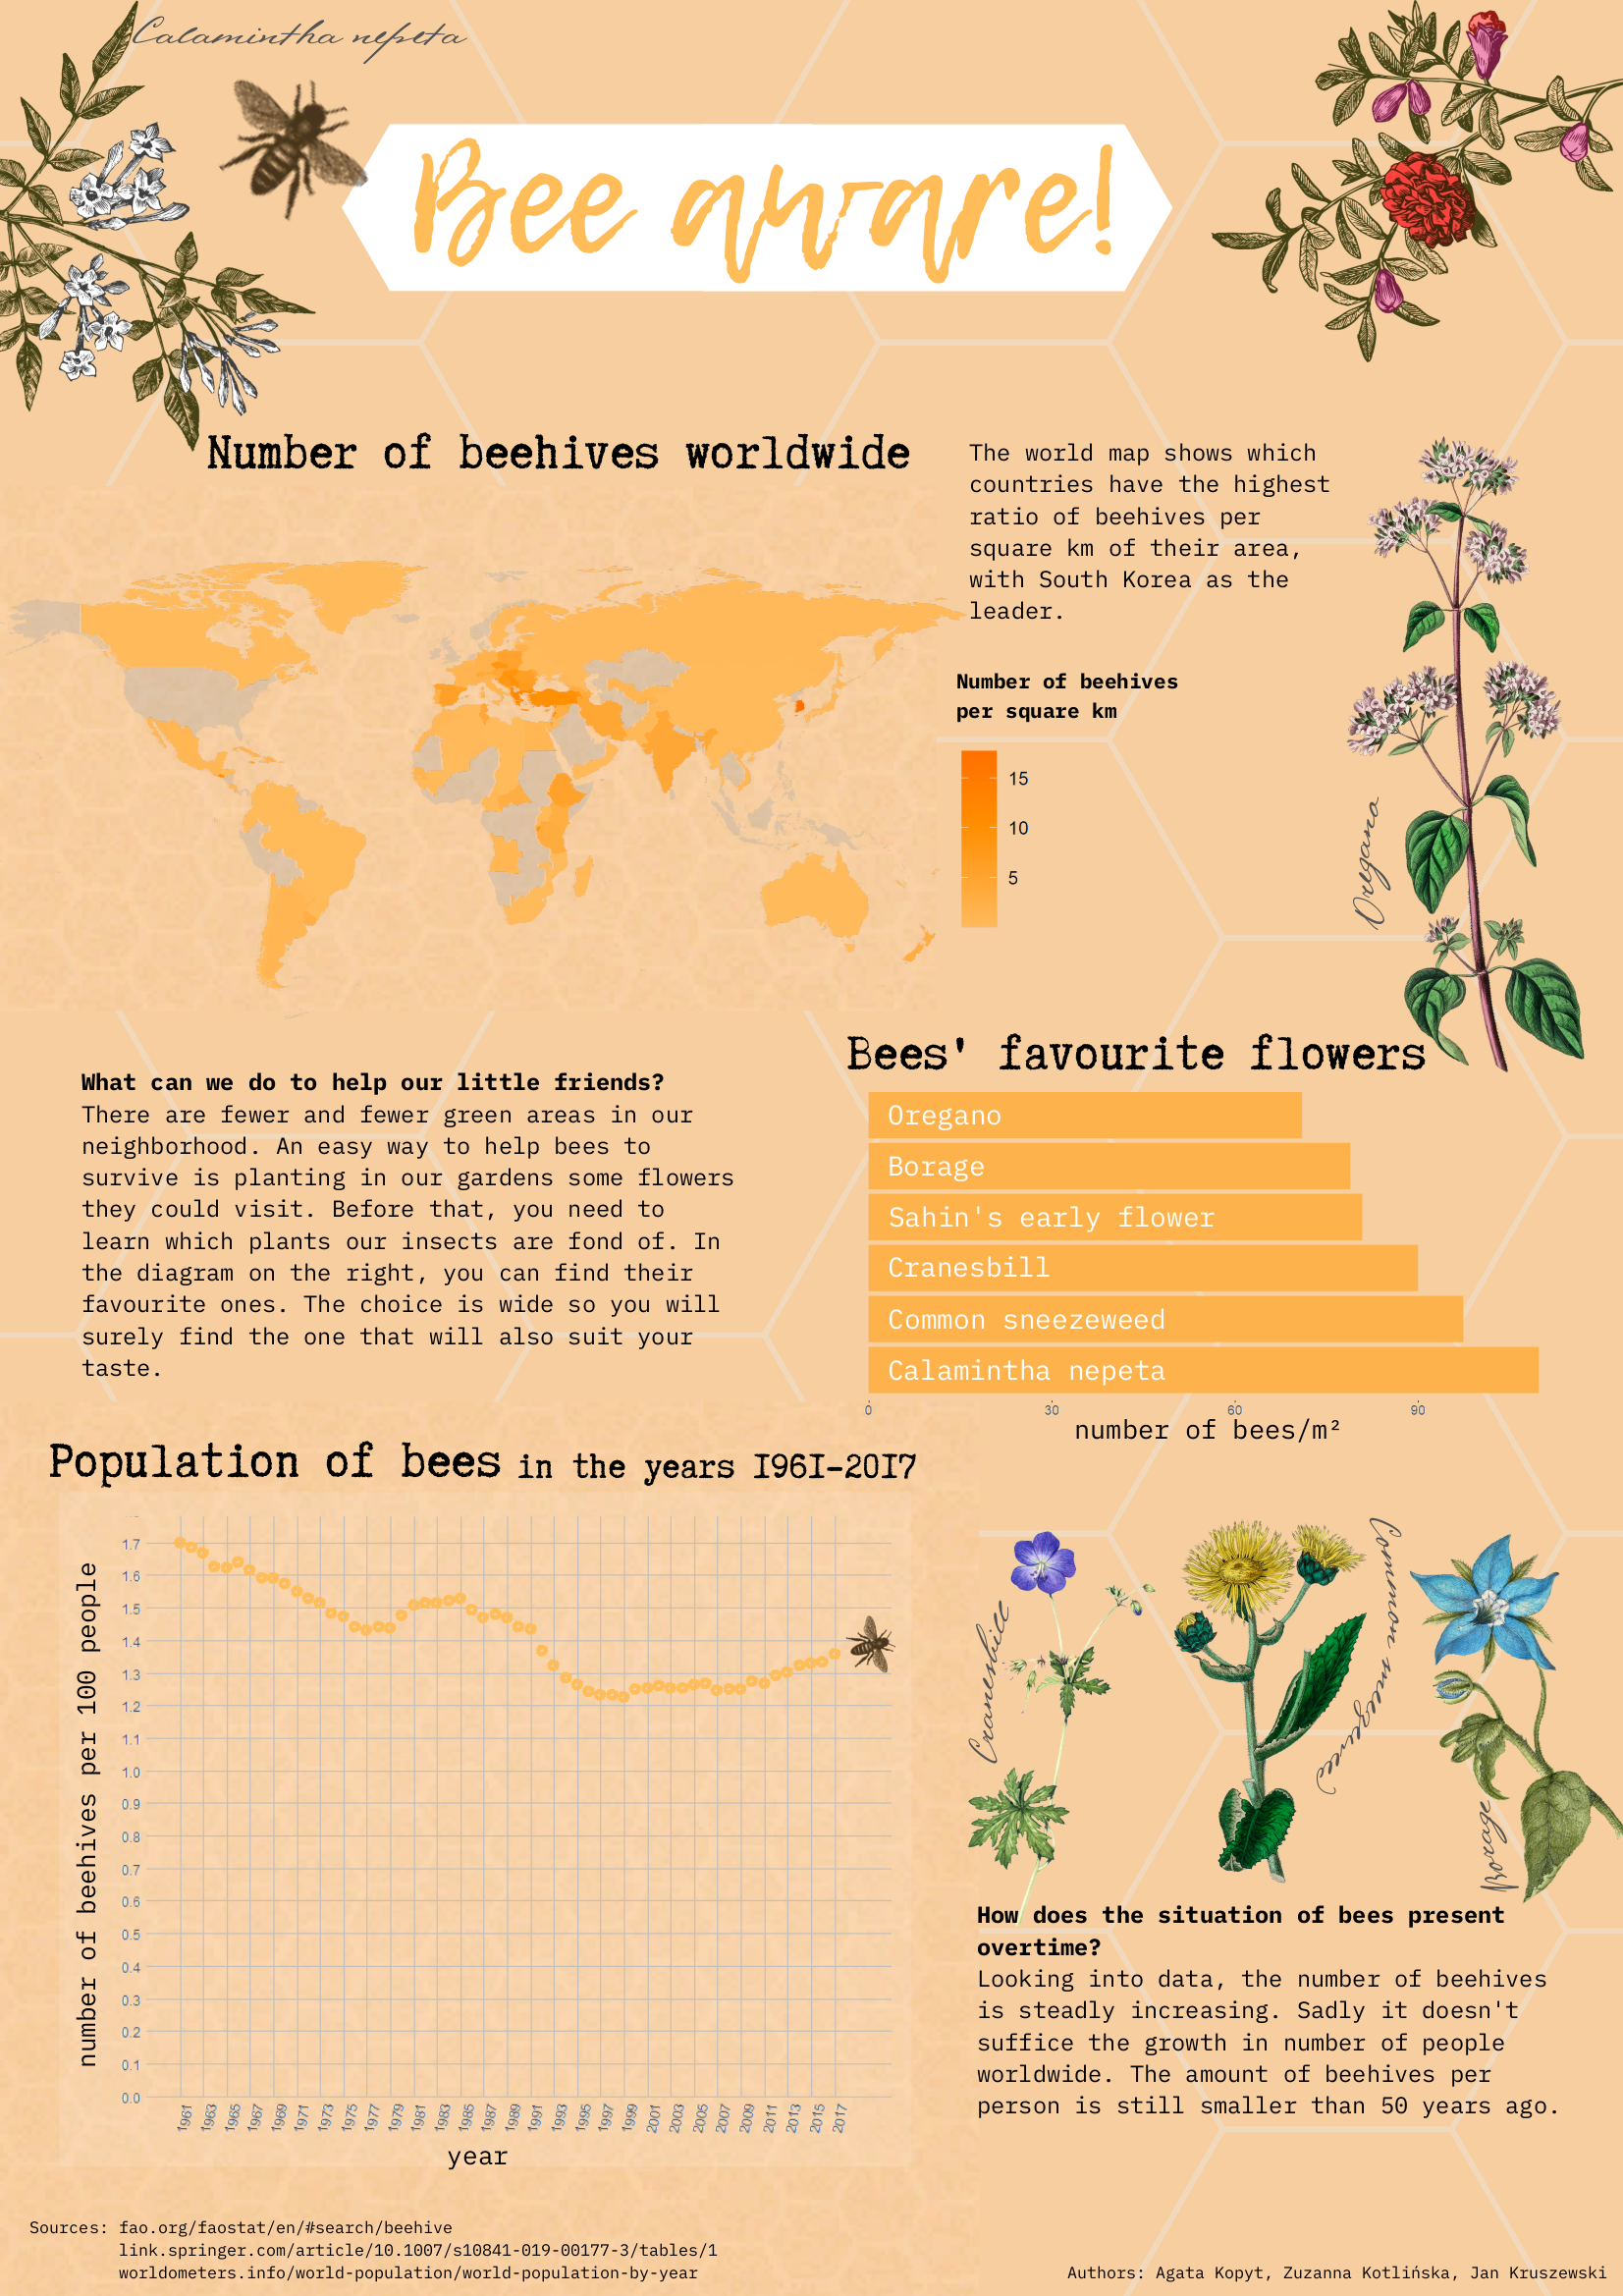 Calamintha nepeta
Bee aware!
Number of beehives worldwide
The world map shows which
countries have the highest
ratio of beehives per
square km of their area,
with South Korea as the
leader.
Number of beehives
per square km
15
10
5
Oregano
What can we do to help our little friends?
There are fewer and fewer green areas in our
neighborhood. An easy way to help bees to
survive is planting in our gardens some flowers
they could visit. Before that, you need to
learn which plants our insects are fond of. In
the diagram on the right, you can find their
favourite ones. The choice is wide so you will
surely find the one that will also suit your
taste.
Bees' favourite flowers
Oregano
Borage
Sahin's early flower
Cranesbill
Common sneezeweed
Calamintha nepeta
0 30 60 90
number of bees/m²
Population of bees in the years 1961-2017
number of beehives per 100 people
1.7
1.6
1.5
1.4
1.3
1.2
1.1
1.0
0.9
0.8
0.7
0.6
0.5
0.4
0.3
0.2
0.1
0.0
1961 1963 1965 1967 1969 1971 1973 1975 1977 1979 1981 1983 1985 1987 1989 1991 1993 1995 1997 1999 2001 2003 2005 2007 2009 2011 2013 2015 2017
year
Cranesbill
Common sneezeweed
Borage
How does the situation of bees present
overtime?
Looking into data, the number of beehives
is steadly increasing. Sadly it doesn't
suffice the growth in number of people
worldwide. The amount of beehives per
person is still smaller than 50 years ago.
Sources: fao.org/faostat/en/#search/beehive
link.springer.com/article/10.1007/s10841-019-00177-3/tables/1
worldometers.info/world-population/world-population-by-year
Authors: Agata Kopyt, Zuzanna Kotlińska, Jan Kruszewski